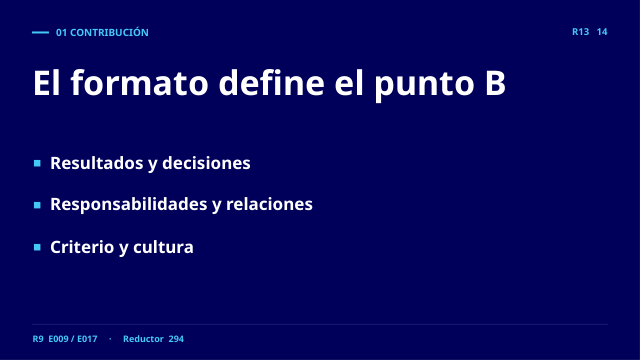 01 CONTRIBUCIÓN
R13 14
El formato define el punto B
Resultados y decisiones
Responsabilidades y relaciones
Criterio y cultura
R9 E009 / E017 · Reductor 294